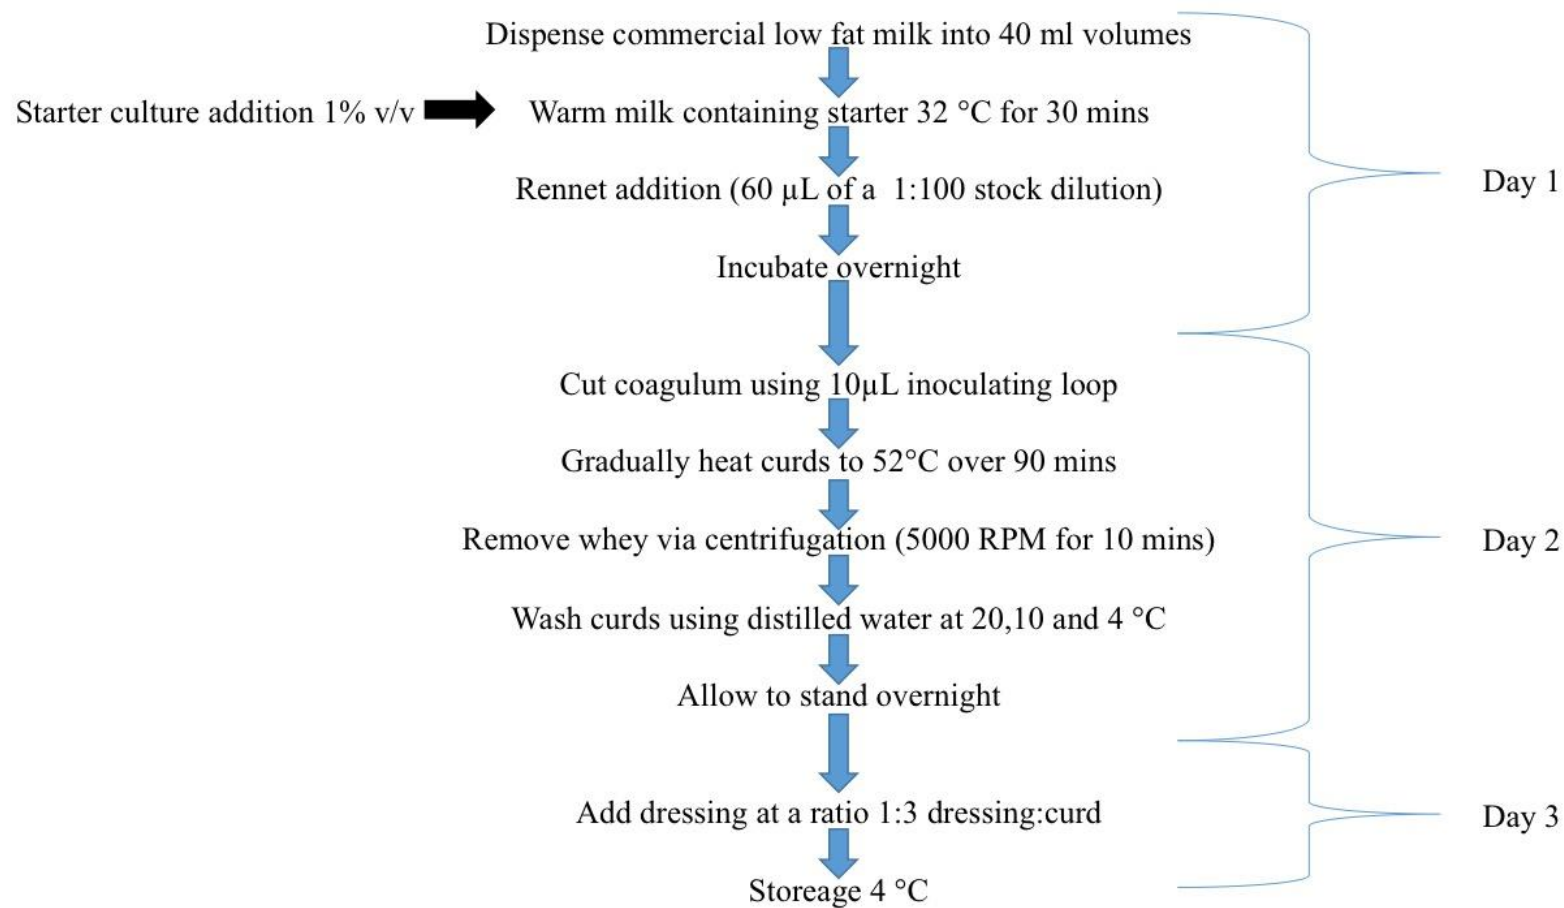 Dispense commercial low fat milk into 40 ml volumes
Starter culture addition 1% v/v
Warm milk containing starter 32 °C for 30 mins
Rennet addition (60 µL of a  1:100 stock dilution)
Day 1
Incubate overnight
Cut coagulum using 10µL inoculating loop
Gradually heat curds to 52°C over 90 mins
Remove whey via centrifugation (5000 RPM for 10 mins)
Day 2
Wash curds using distilled water at 20,10 and 4 °C
Allow to stand overnight
Add dressing at a ratio 1:3 dressing:curd
Day 3
Storeage 4 °C